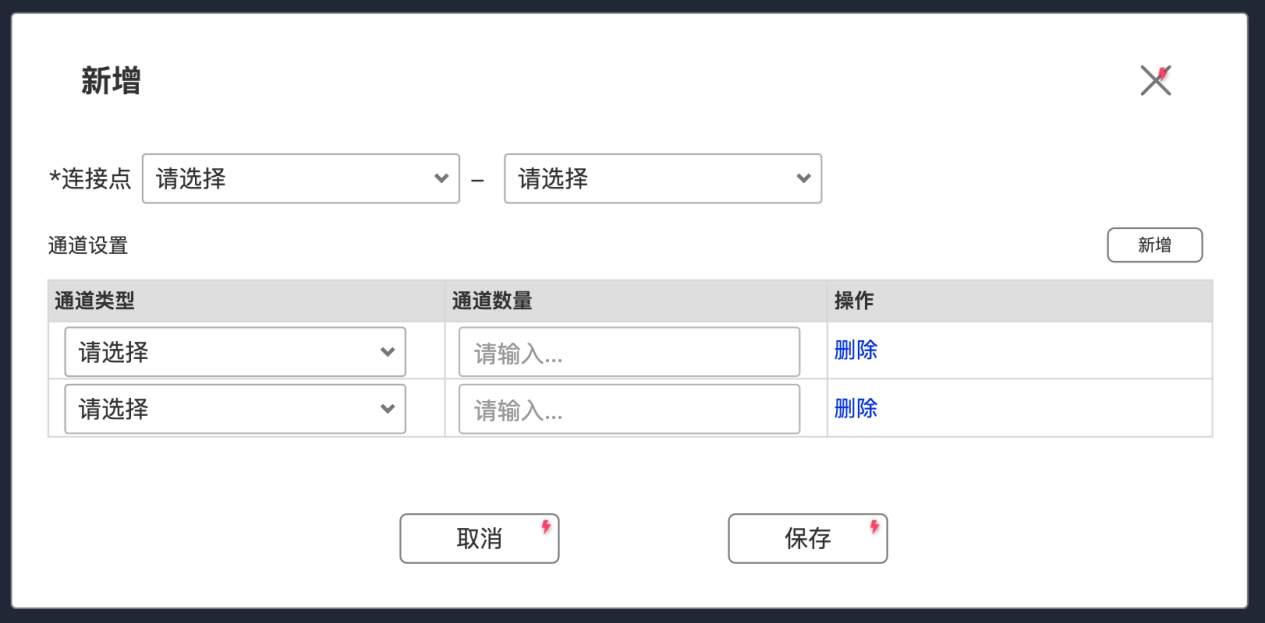 新增
*连接点 请选择 – 请选择
通道设置 新增
通道类型 通道数量 操作
请选择 请输入... 删除
请选择 请输入... 删除
取消 保存